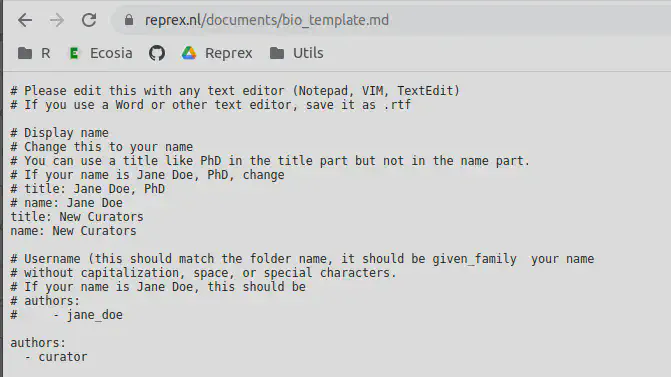 reprex.nl/documents/bio_template.md
R Ecosia Reprex Utils
# Please edit this with any text editor (Notepad, VIM, TextEdit)
# If you use a Word or other text editor, save it as .rtf
# Display name
# Change this to your name
# You can use a title like PhD in the title part but not in the name part.
# If your name is Jane Doe, PhD, change
# title: Jane Doe, PhD
# name: Jane Doe
title: New Curators
name: New Curators
# Username (this should match the folder name, it should be given_family  your name
# without capitalization, space, or special characters.
# If your name is Jane Doe, this should be
# authors:
#     - jane_doe
authors:
  - curator